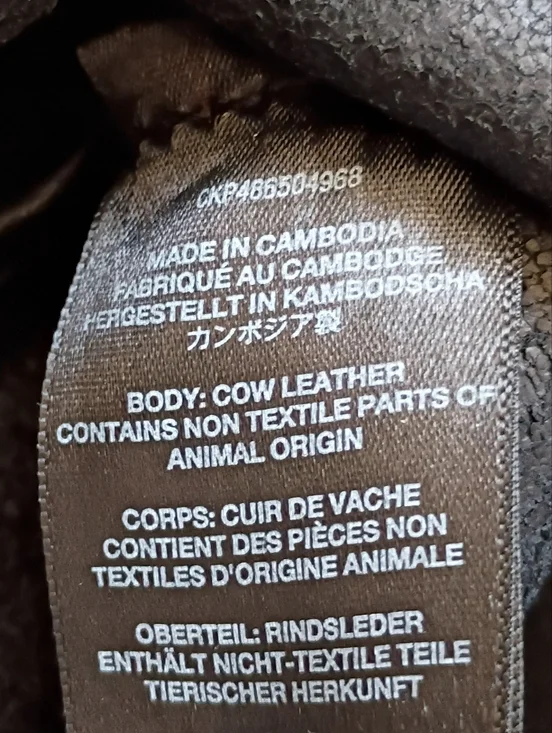 CKP486504968
MADE IN CAMBODIA
FABRIQUÉ AU CAMBODGE
HERGESTELLT IN KAMBODSCHA
カンボジア製
BODY: COW LEATHER
CONTAINS NON TEXTILE PARTS OF
ANIMAL ORIGIN
CORPS: CUIR DE VACHE
CONTIENT DES PIÈCES NON
TEXTILES D'ORIGINE ANIMALE
OBERTEIL: RINDSLEDER
ENTHÄLT NICHT-TEXTILE TEILE
TIERISCHER HERKUNFT